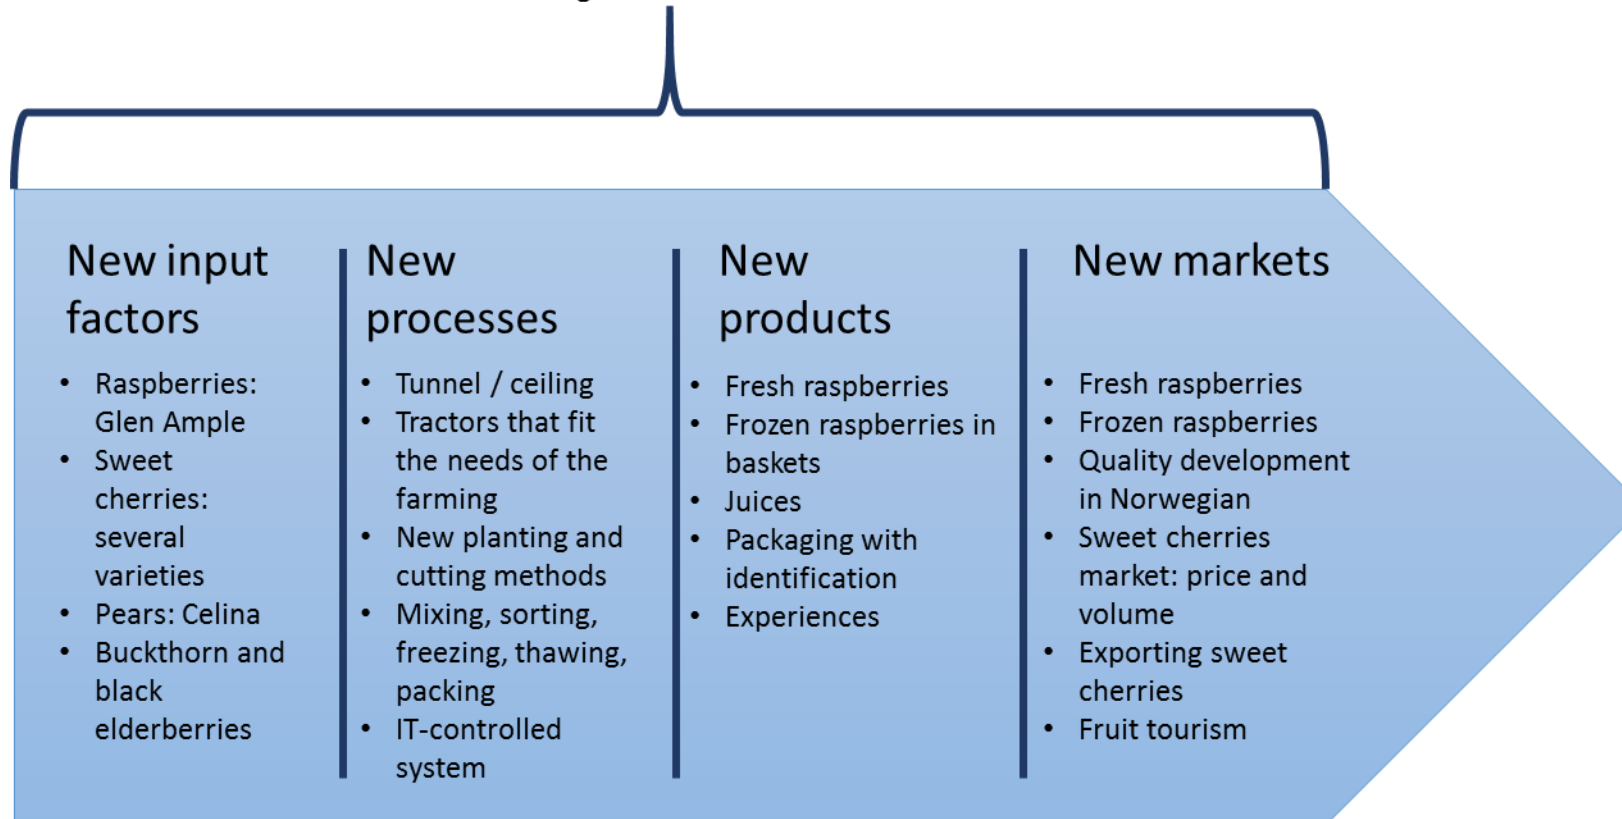 New input
factors
• Raspberries:
Glen Ample
• Sweet
cherries:
several
varieties
• Pears: Celina
• Buckthorn and
black
elderberries
New
processes
• Tunnel / ceiling
• Tractors that fit
the needs of the
farming
• New planting and
cutting methods
• Mixing, sorting,
freezing, thawing,
packing
• IT-controlled
system
New
products
• Fresh raspberries
• Frozen raspberries in
baskets
• Juices
• Packaging with
identification
• Experiences
New markets
• Fresh raspberries
• Frozen raspberries
• Quality development
in Norwegian
• Sweet cherries
market: price and
volume
• Exporting sweet
cherries
• Fruit tourism